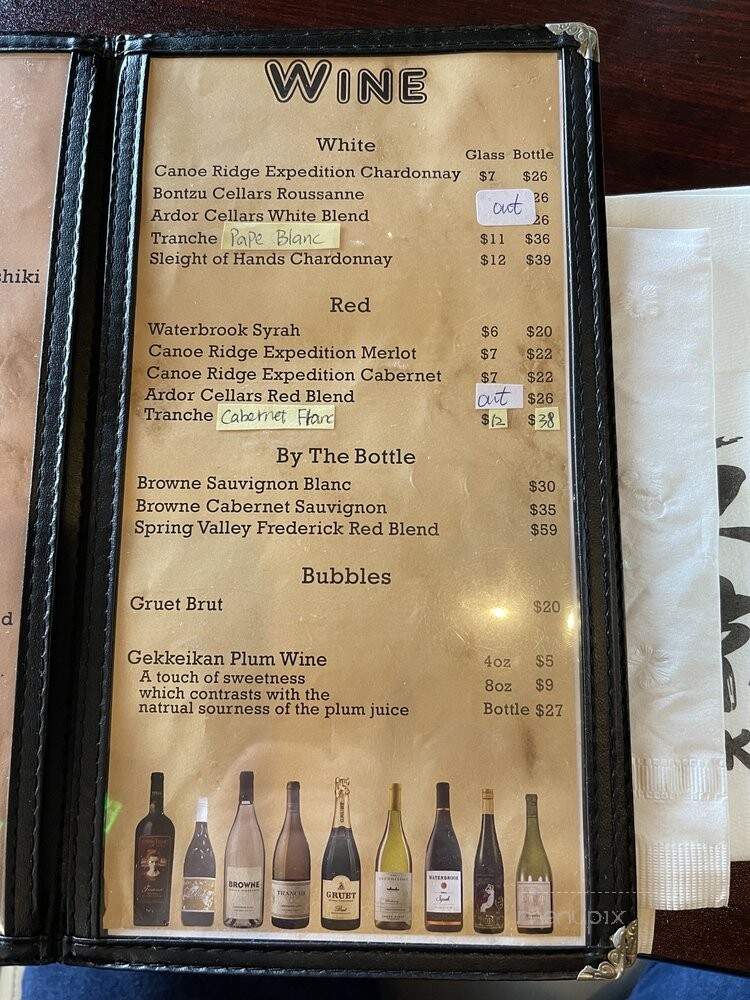 WINE
White
Glass Bottle
Canoe Ridge Expedition Chardonnay $7 $26
Bontzu Cellars Roussanne out 26
Ardor Cellars White Blend 26
Tranche Pape Blanc $11 $36
Sleight of Hands Chardonnay $12 $39
Red
Waterbrook Syrah $6 $20
Canoe Ridge Expedition Merlot $7 $22
Canoe Ridge Expedition Cabernet $7 $22
Ardor Cellars Red Blend out $26
Tranche Cabernet Franc $12 $38
By The Bottle
Browne Sauvignon Blanc $30
Browne Cabernet Sauvignon $35
Spring Valley Frederick Red Blend $59
Bubbles
Gruet Brut $20
Gekkeikan Plum Wine 4oz $5
A touch of sweetness
which contrasts with the 8oz $9
natrual sourness of the plum juice Bottle $27
hiki
d
BROWNE
TRANCHE
GRUET
WATERBROOK
Syrah
menupix